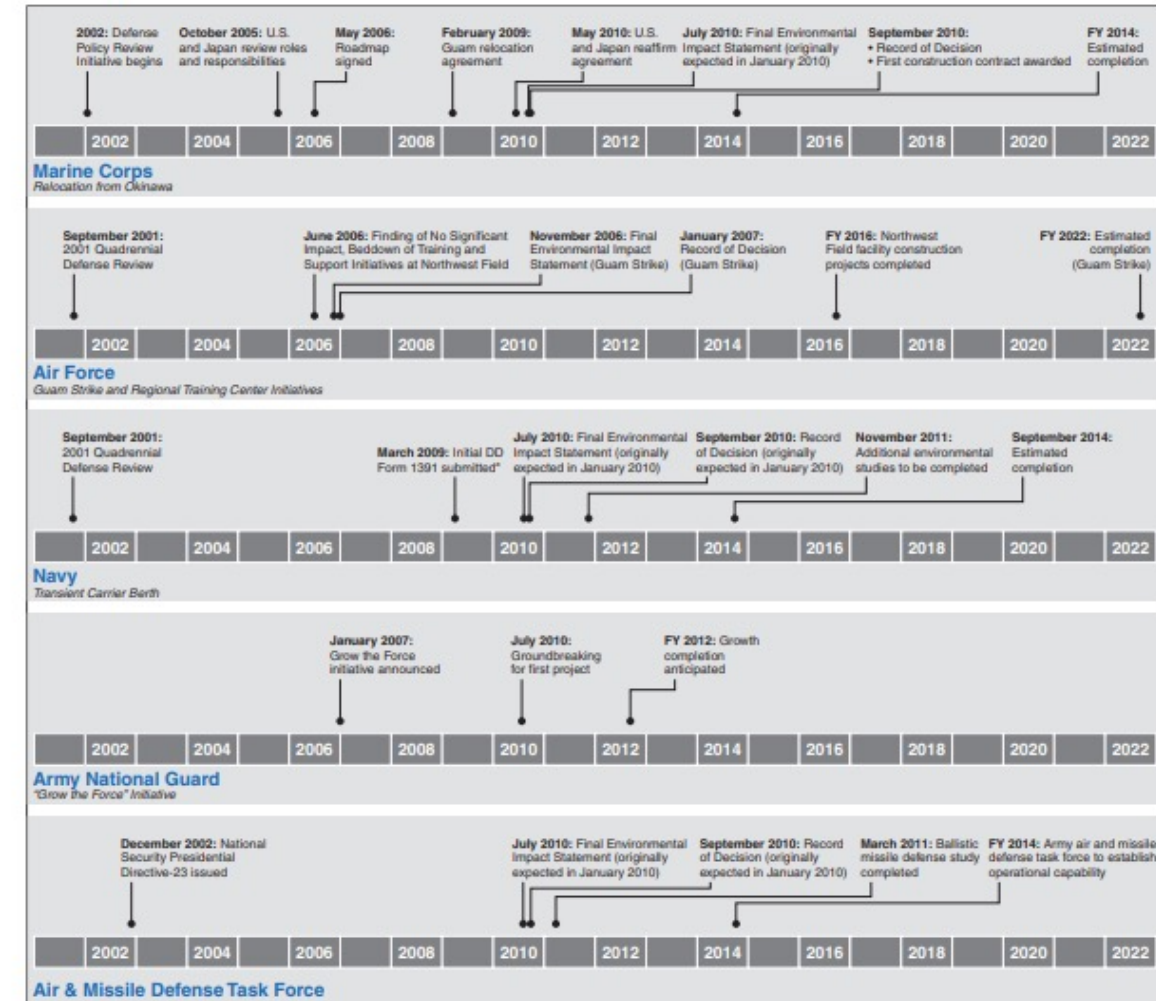 2002: Defense
Policy Review
Initiative begins
October 2005: U.S.
and Japan review roles
and responsibilities
May 2006:
Roadmap
signed
February 2009:
Guam relocation
agreement
May 2010: U.S.
and Japan reaffirm
agreement
July 2010: Final Environmental
Impact Statement (originally
expected in January 2010)
September 2010:
• Record of Decision
• First construction contract awarded
FY 2014:
Estimated
completion
2002 2004 2006 2008 2010 2012 2014 2016 2018 2020 2022
Marine Corps
Relocation from Okinawa
September 2001:
2001 Quadrennial
Defense Review
June 2006: Finding of No Significant
Impact, Beddown of Training and
Support Initiatives at Northwest Field
November 2006: Final
Environmental Impact
Statement (Guam Strike)
January 2007:
Record of Decision
(Guam Strike)
FY 2016: Northwest
Field facility construction
projects completed
FY 2022: Estimated
completion
(Guam Strike)
2002 2004 2006 2008 2010 2012 2014 2016 2018 2020 2022
Air Force
Guam Strike and Regional Training Center Initiatives
September 2001:
2001 Quadrennial
Defense Review
March 2009: Initial DD
Form 1391 submitted*
July 2010: Final Environmental
Impact Statement (originally
expected in January 2010)
September 2010: Record
of Decision (originally
expected in January 2010)
November 2011:
Additional environmental
studies to be completed
September 2014:
Estimated
completion
2002 2004 2006 2008 2010 2012 2014 2016 2018 2020 2022
Navy
Transient Carrier Berth
January 2007:
Grow the Force
initiative announced
July 2010:
Groundbreaking
for first project
FY 2012: Growth
completion
anticipated
2002 2004 2006 2008 2010 2012 2014 2016 2018 2020 2022
Army National Guard
"Grow the Force" Initiative
December 2002: National
Security Presidential
Directive-23 issued
July 2010: Final Environmental
Impact Statement (originally
expected in January 2010)
September 2010: Record
of Decision (originally
expected in January 2010)
March 2011: Ballistic
missile defense study
completed
FY 2014: Army air and missile
defense task force to establish
operational capability
2002 2004 2006 2008 2010 2012 2014 2016 2018 2020 2022
Air & Missile Defense Task Force